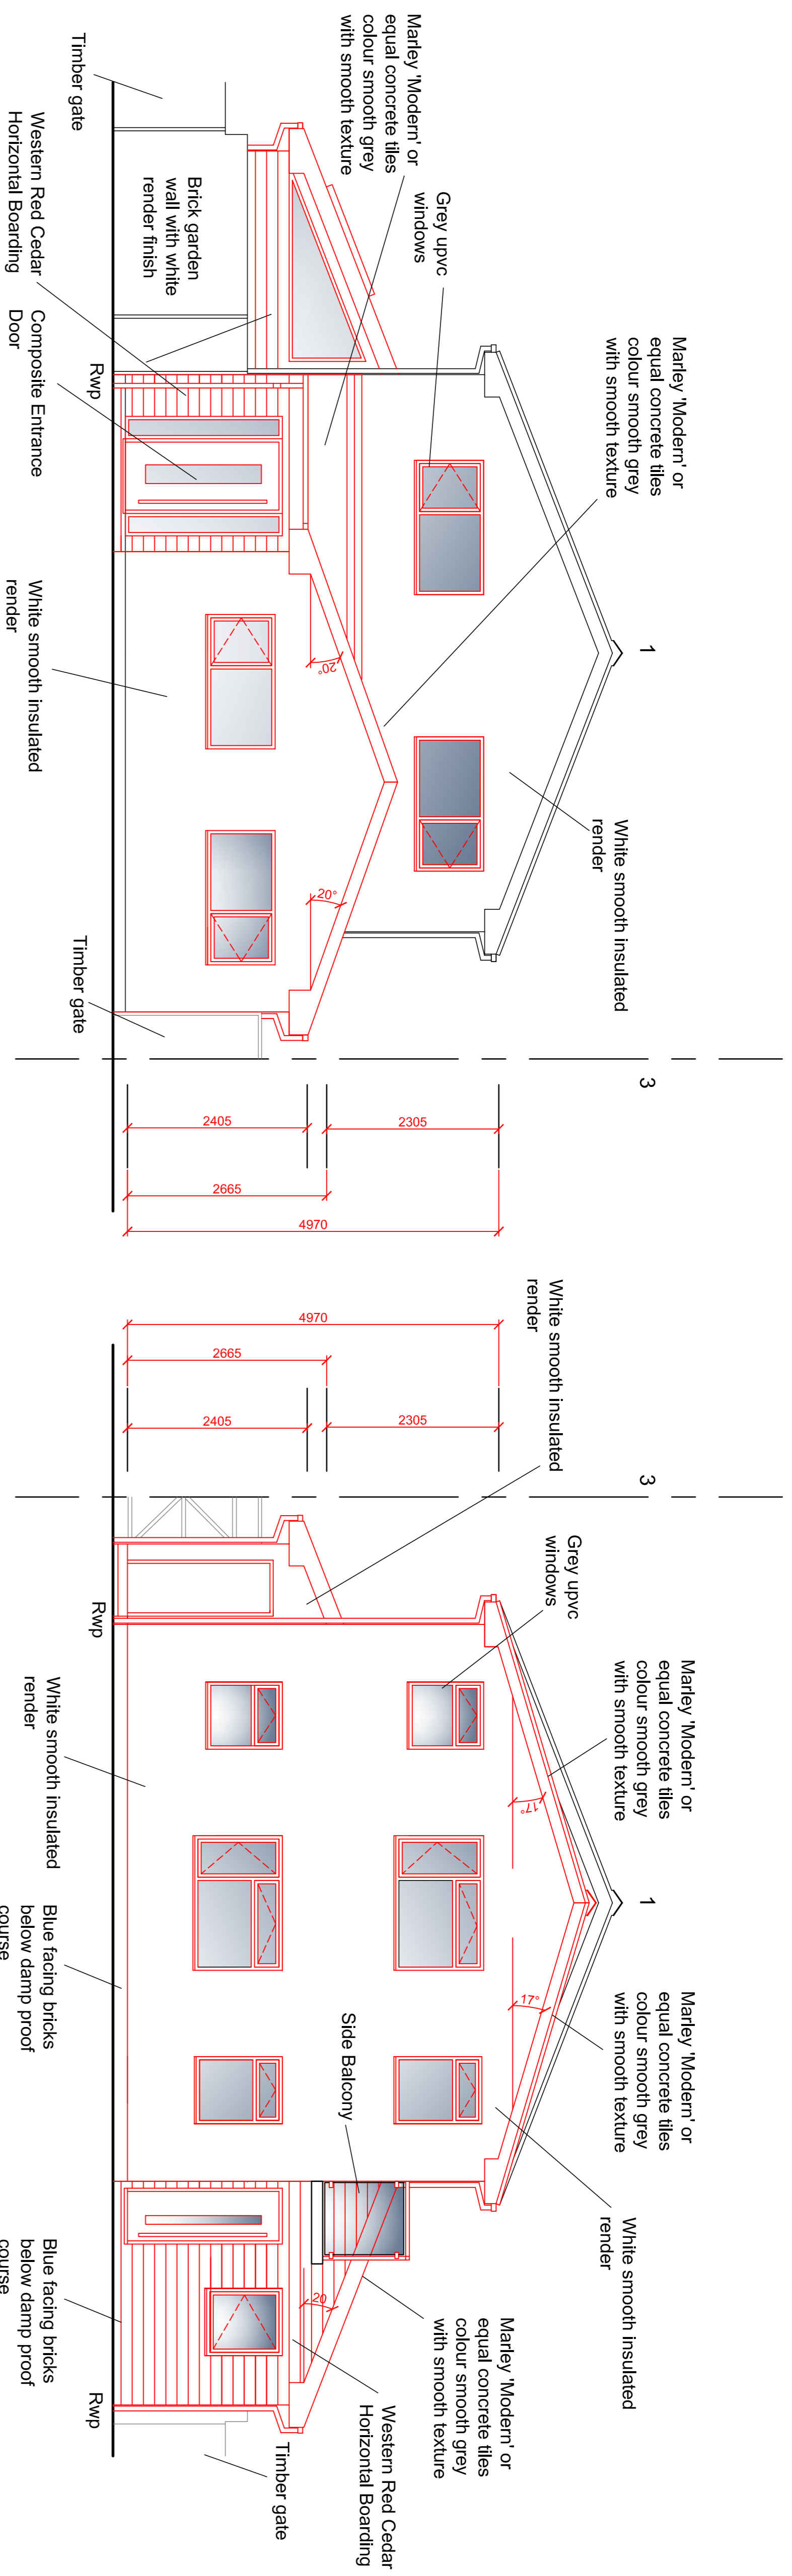 Marley 'Modern' or
equal concrete tiles
colour smooth grey
with smooth texture
Grey upvc
windows
Marley 'Modern' or
equal concrete tiles
colour smooth grey
with smooth texture
1
White smooth insulated
render
3
Timber gate
Western Red Cedar
Horizontal Boarding
Brick garden
wall with white
render finish
Composite Entrance
Door
Rwp
White smooth insulated
render
20°
20°
Timber gate
2405
2305
2665
4970
4970
2665
2405
2305
White smooth insulated
render
3
Grey upvc
windows
Marley 'Modern' or
equal concrete tiles
colour smooth grey
with smooth texture
1
Marley 'Modern' or
equal concrete tiles
colour smooth grey
with smooth texture
White smooth insulated
render
17°
17°
Rwp
White smooth insulated
render
Blue facing bricks
below damp proof
course
Side Balcony
20
Marley 'Modern' or
equal concrete tiles
colour smooth grey
with smooth texture
Western Red Cedar
Horizontal Boarding
Blue facing bricks
below damp proof
course
Rwp
Timber gate